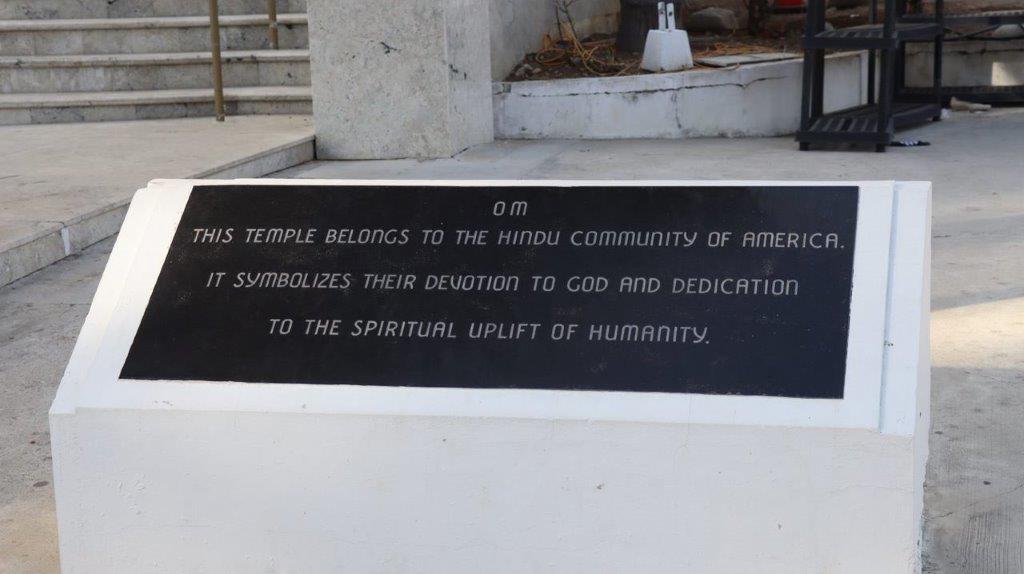 OM
THIS TEMPLE BELONGS TO THE HINDU COMMUNITY OF AMERICA.
IT SYMBOLIZES THEIR DEVOTION TO GOD AND DEDICATION
TO THE SPIRITUAL UPLIFT OF HUMANITY.